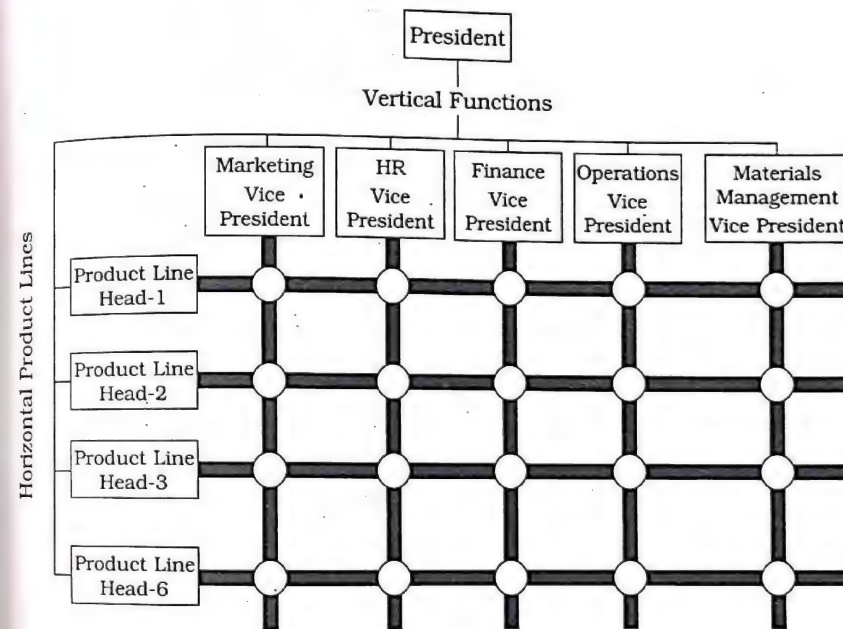 President
Vertical Functions
Marketing
Vice
President
HR
Vice
President
Finance
Vice
President
Operations
Vice
President
Materials
Management
Vice President
Horizontal Product Lines
Product Line
Head-1
Product Line
Head-2
Product Line
Head-3
Product Line
Head-6